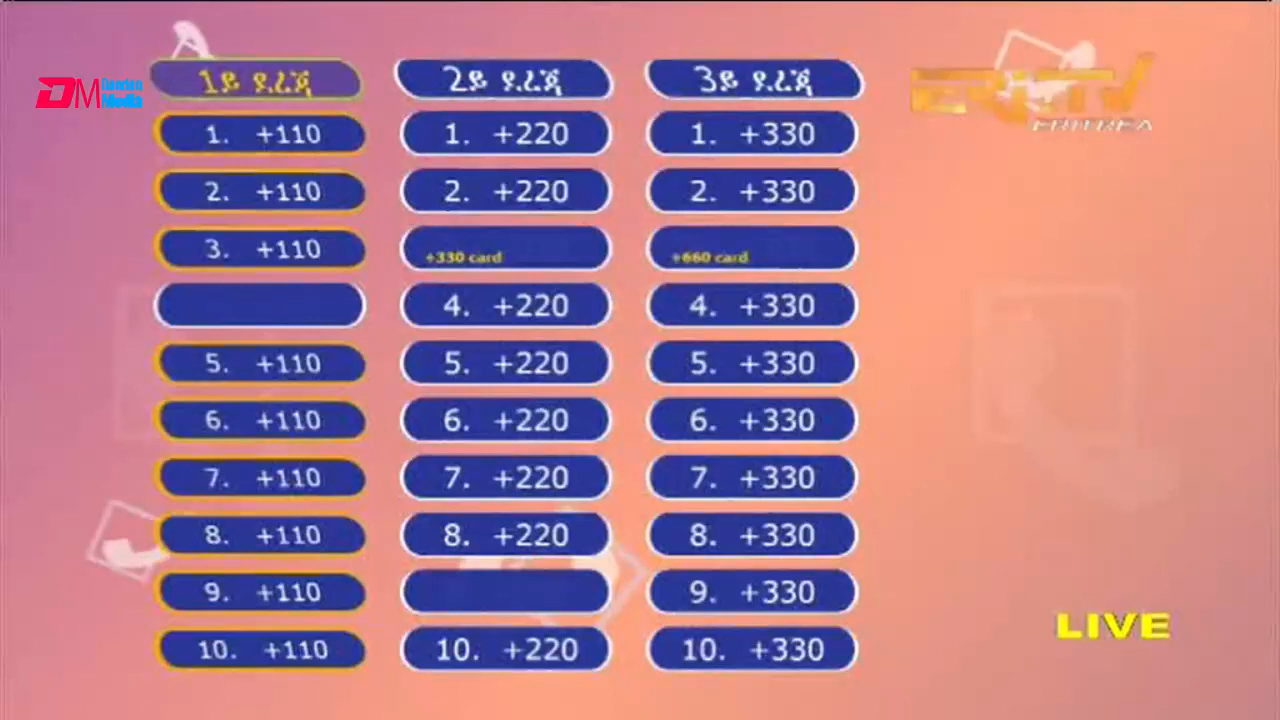 1ይ ደረጃ 2ይ ደረጃ 3ይ ደረጃ
DM Media
ERITREA
1. +110 1. +220 1. +330
2. +110 2. +220 2. +330
3. +110 +330 card +660 card
4. +220 4. +330
5. +110 5. +220 5. +330
6. +110 6. +220 6. +330
7. +110 7. +220 7. +330
8. +110 8. +220 8. +330
9. +110 9. +330
10. +110 10. +220 10. +330
LIVE